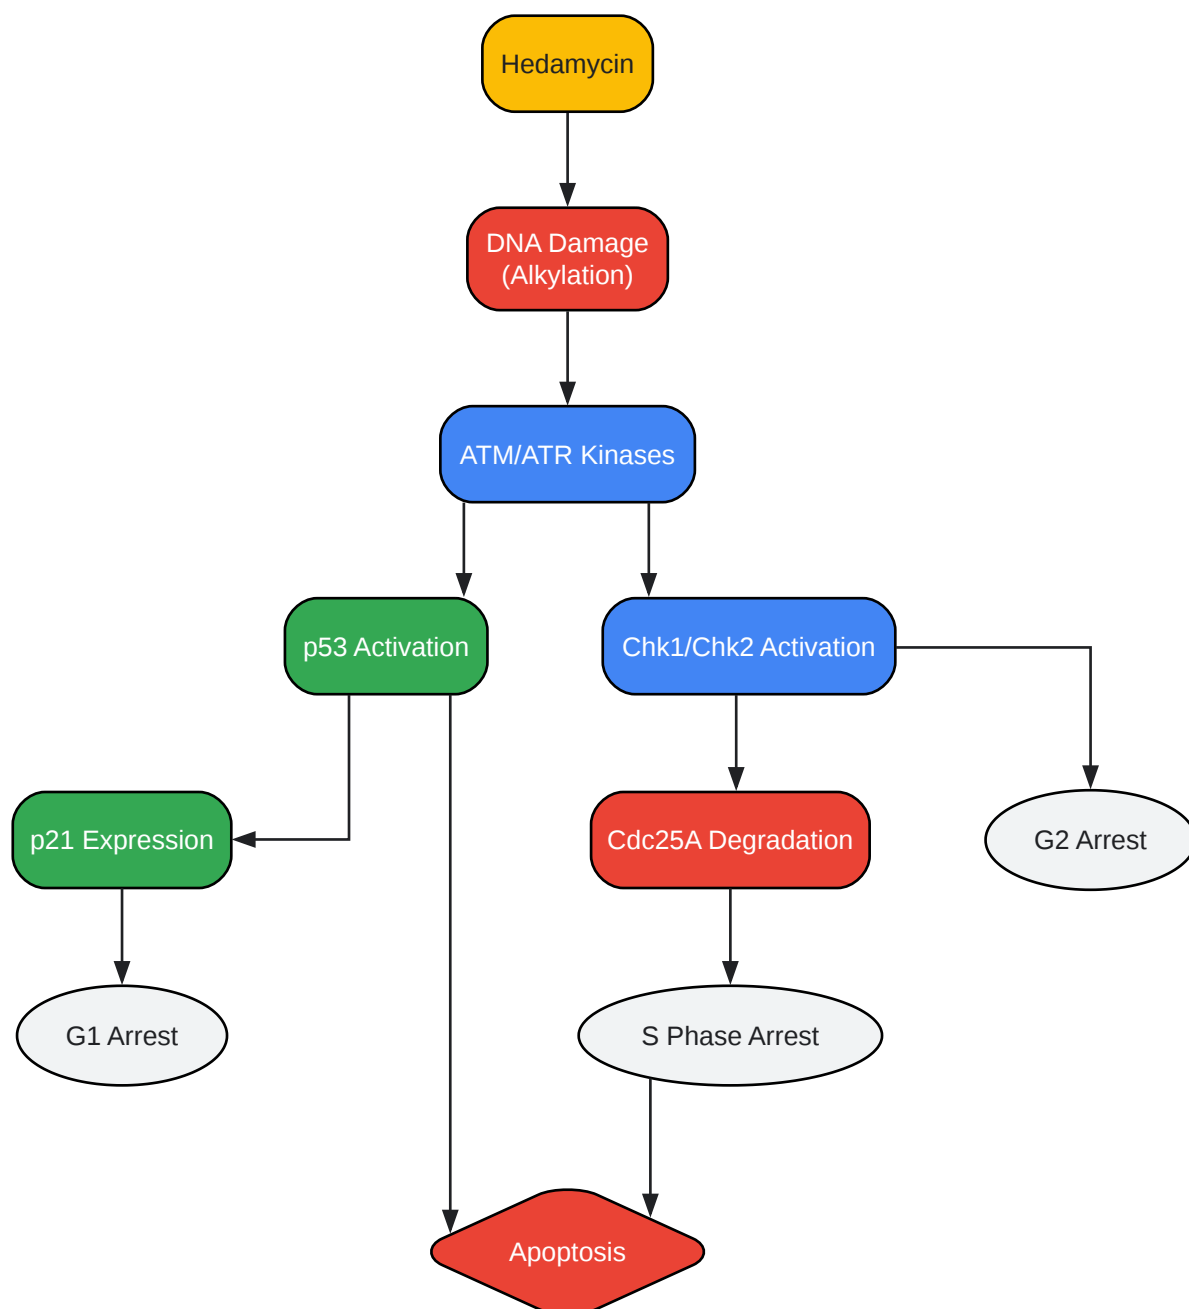 Hedamycin
DNA Damage
(Alkylation)
ATM/ATR Kinases
p53 Activation
Chk1/Chk2 Activation
p21 Expression
Cdc25A Degradation
G2 Arrest
G1 Arrest
S Phase Arrest
Apoptosis